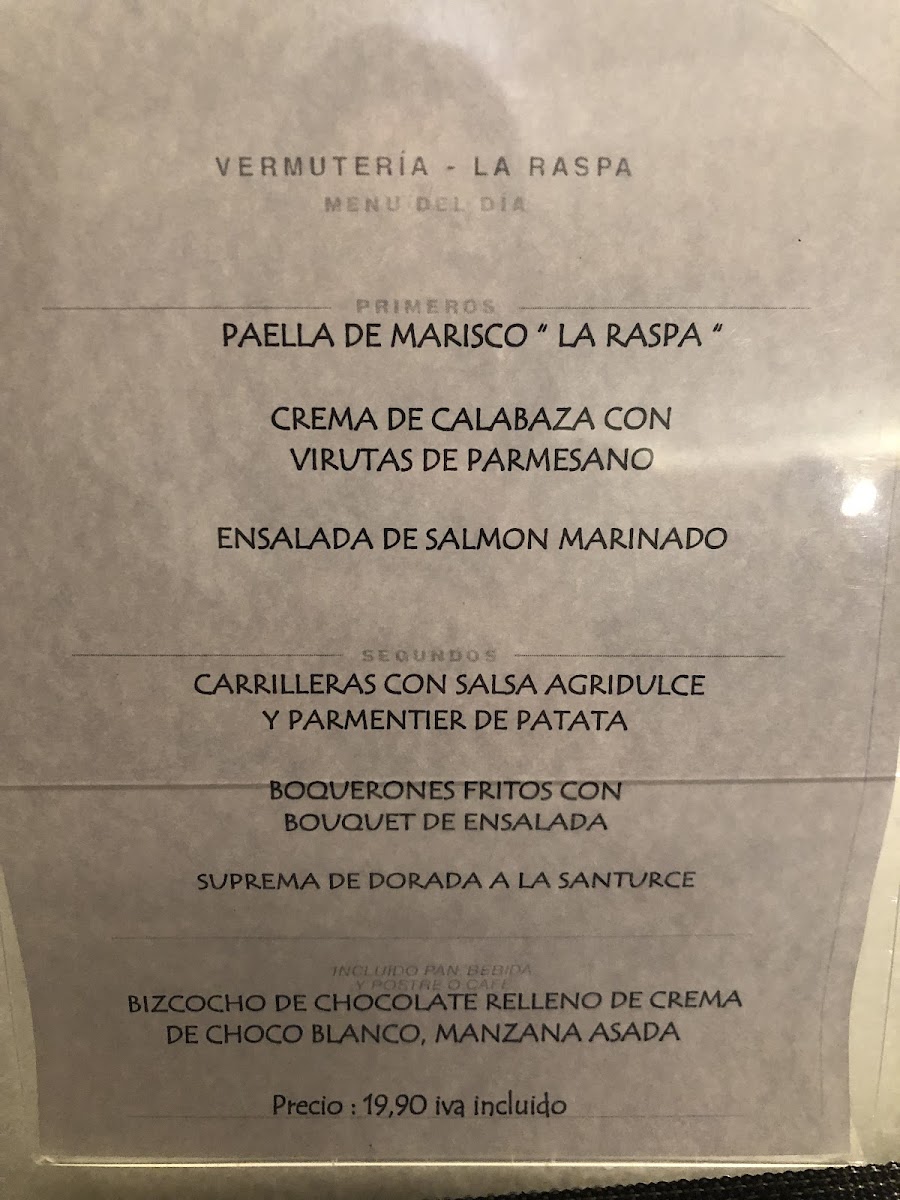 VERMUTERÍA - LA RASPA
MENU DEL DÍA
PRIMEROS
PAELLA DE MARISCO “ LA RASPA “
CREMA DE CALABAZA CON
VIRUTAS DE PARMESANO
ENSALADA DE SALMON MARINADO
SEGUNDOS
CARRILLERAS CON SALSA AGRIDULCE
Y PARMENTIER DE PATATA
BOQUERONES FRITOS CON
BOUQUET DE ENSALADA
SUPREMA DE DORADA A LA SANTURCE
INCLUIDO PAN BEBIDA
Y POSTRE O CAFE
BIZCOCHO DE CHOCOLATE RELLENO DE CREMA
DE CHOCO BLANCO, MANZANA ASADA
Precio : 19,90 iva incluido